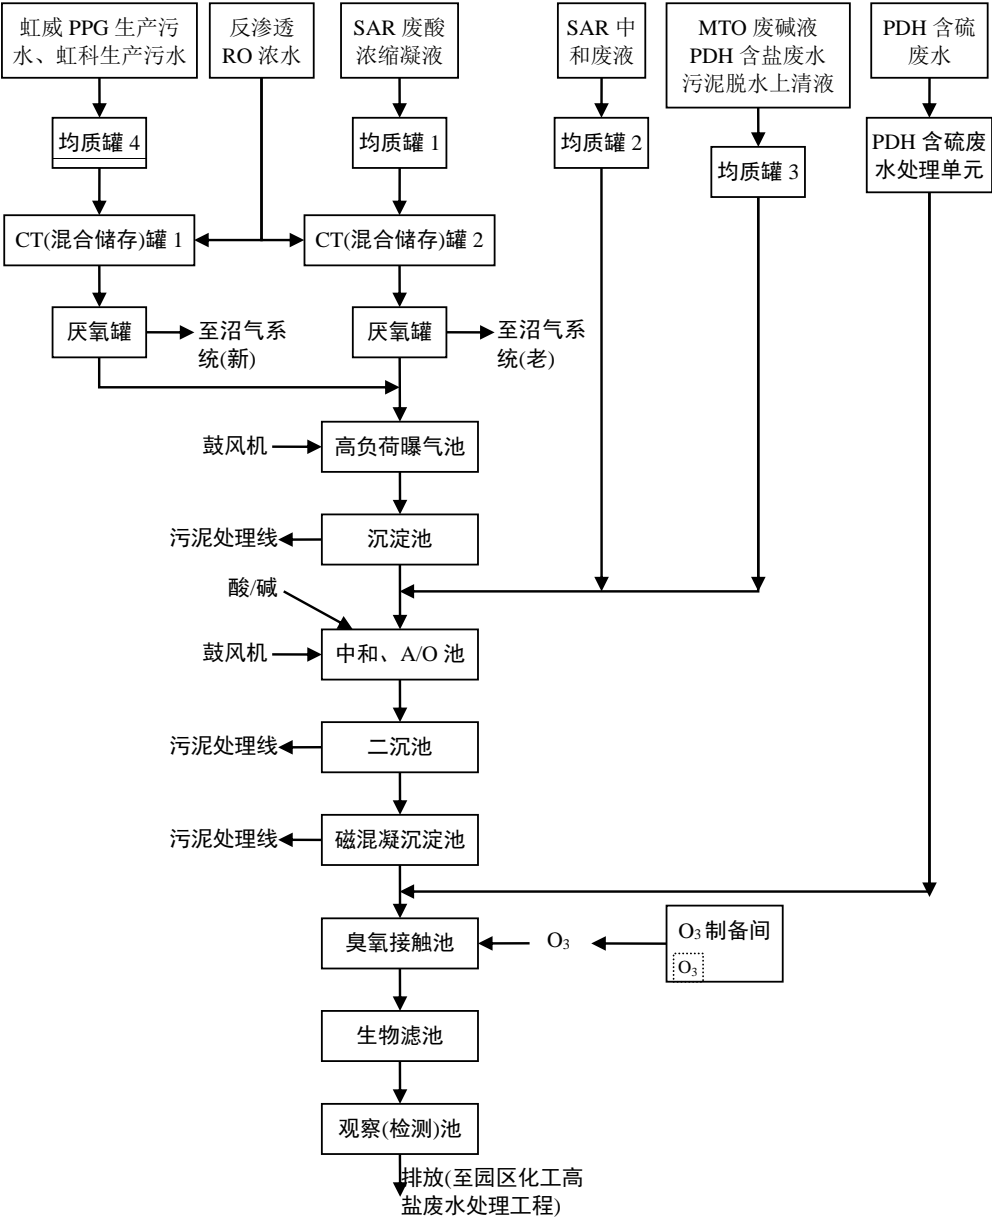 虹威 PPG 生产污
水、虹科生产污水
反渗透
RO 浓水
SAR 废酸
浓缩凝液
SAR 中
和废液
MTO 废碱液
PDH 含盐废水
污泥脱水上清液
PDH 含硫
废水
均质罐 4
均质罐 1
均质罐 2
均质罐 3
PDH 含硫废
水处理单元
CT(混合储存)罐 1
CT(混合储存)罐 2
厌氧罐
至沼气系
统(新)
厌氧罐
至沼气系
统(老)
鼓风机
高负荷曝气池
污泥处理线
沉淀池
酸/碱
鼓风机
中和、A/O 池
污泥处理线
二沉池
污泥处理线
磁混凝沉淀池
臭氧接触池
O₃
O₃ 制备间
O₃
生物滤池
观察(检测)池
排放(至园区化工高
盐废水处理工程)